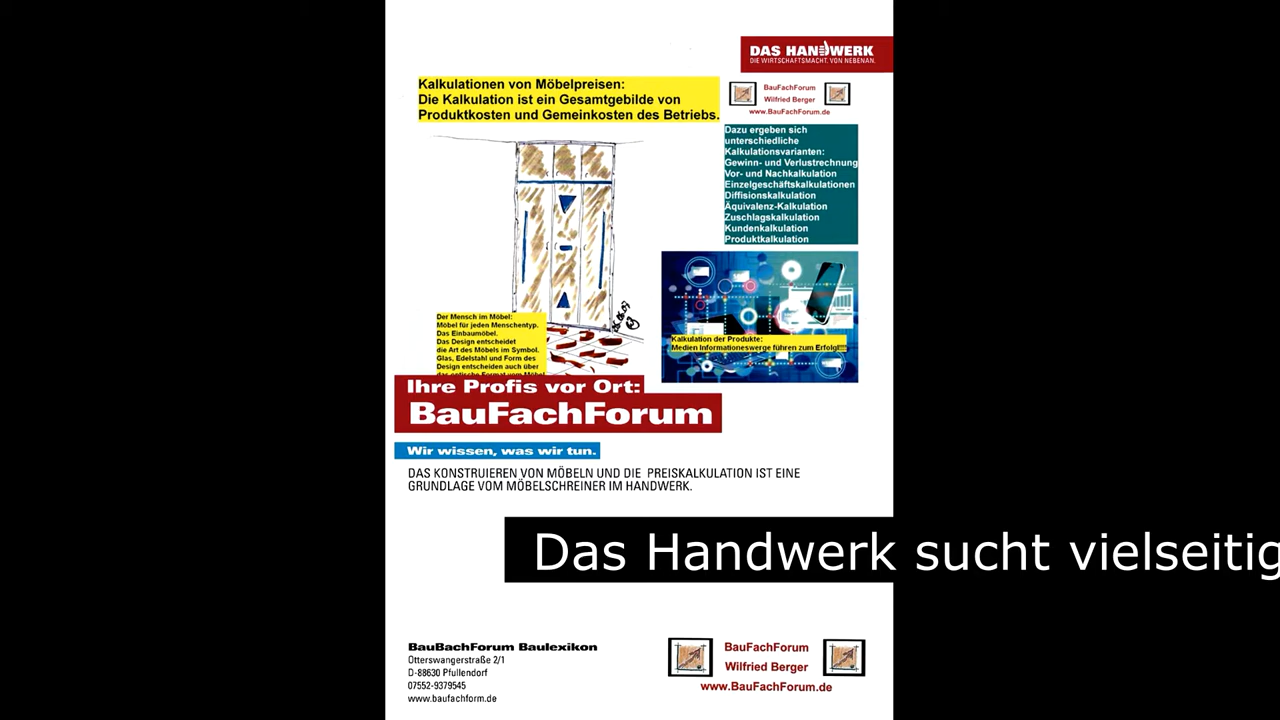 DAS HANDWERK
DIE WIRTSCHAFTSMACHT. VON NEBENAN.
Kalkulationen von Möbelpreisen:
Die Kalkulation ist ein Gesamtgebilde von
Produktkosten und Gemeinkosten des Betriebs.
BauFachForum
Wilfried Berger
www.BauFachForum.de
Dazu ergeben sich
unterschiedliche
Kalkulationsvarianten:
Gewinn- und Verlustrechnung
Vor- und Nachkalkulation
Einzelgeschäftskalkulationen
Diffisionskalkulation
Äquivalenz-Kalkulation
Zuschlagskalkulation
Kundenkalkulation
Produktkalkulation
Der Mensch im Möbel:
Möbel für jeden Menschentyp.
Das Einbaumöbel.
Das Design entscheidet
die Art des Möbels im Symbol.
Glas, Edelstahl und Form des
Design entscheiden auch über
das optische Format vom Möbel
Kalkulation der Produkte:
Medien Informationeswerge führen zum Erfolg!
Ihre Profis vor Ort:
BauFachForum
Wir wissen, was wir tun.
DAS KONSTRUIEREN VON MÖBELN UND DIE PREISKALKULATION IST EINE
GRUNDLAGE VOM MÖBELSCHREINER IM HANDWERK.
Das Handwerk sucht vielseitig
BauBachForum Baulexikon
Otterswangerstraße 2/1
D-88630 Pfullendorf
07552-9379545
www.baufachform.de
BauFachForum
Wilfried Berger
www.BauFachForum.de